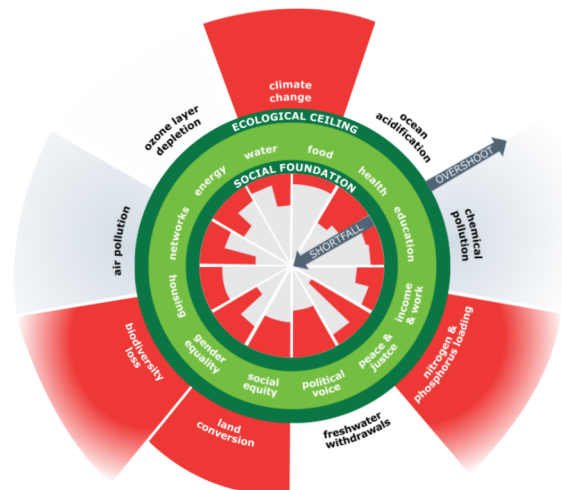 climate
change
ozone layer
depletion
ocean
acidification
ECOLOGICAL CEILING
OVERSHOOT
water
food
energy
health
SOCIAL FOUNDATION
networks
education
SHORTFALL
air pollution
chemical
pollution
housing
income
& work
gender
equality
peace &
justce
social
equity
political
voice
biodiversity
loss
nitrogen &
phosphorus loading
land
conversion
freshwater
withdrawals